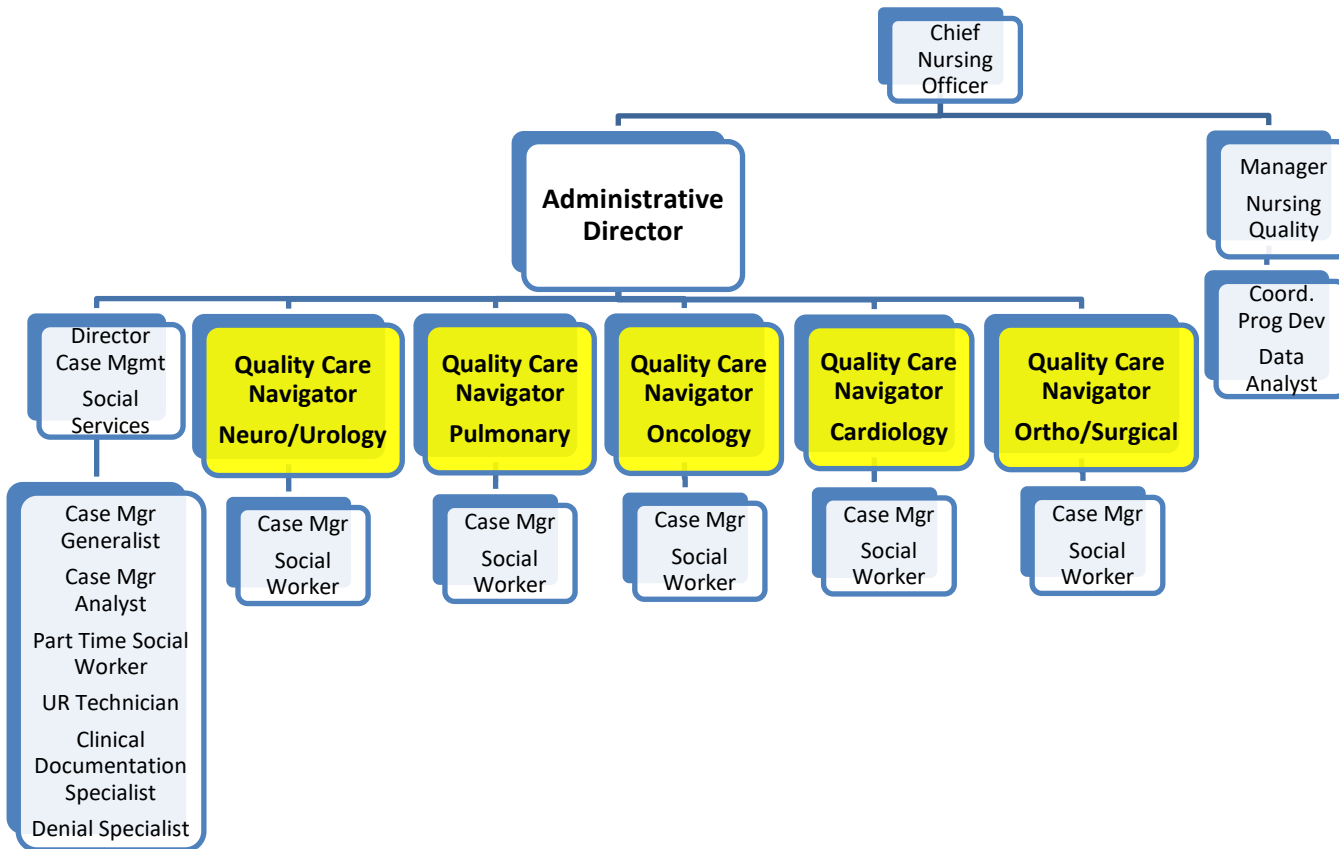 Chief
Nursing
Officer
Administrative
Director
Manager
Nursing
Quality
Director
Case Mgmt
Social
Services
Quality Care
Navigator
Neuro/Urology
Quality Care
Navigator
Pulmonary
Quality Care
Navigator
Oncology
Quality Care
Navigator
Cardiology
Quality Care
Navigator
Ortho/Surgical
Coord.
Prog Dev
Data
Analyst
Case Mgr
Generalist
Case Mgr
Analyst
Part Time Social
Worker
UR Technician
Clinical
Documentation
Specialist
Denial Specialist
Case Mgr
Social
Worker
Case Mgr
Social
Worker
Case Mgr
Social
Worker
Case Mgr
Social
Worker
Case Mgr
Social
Worker